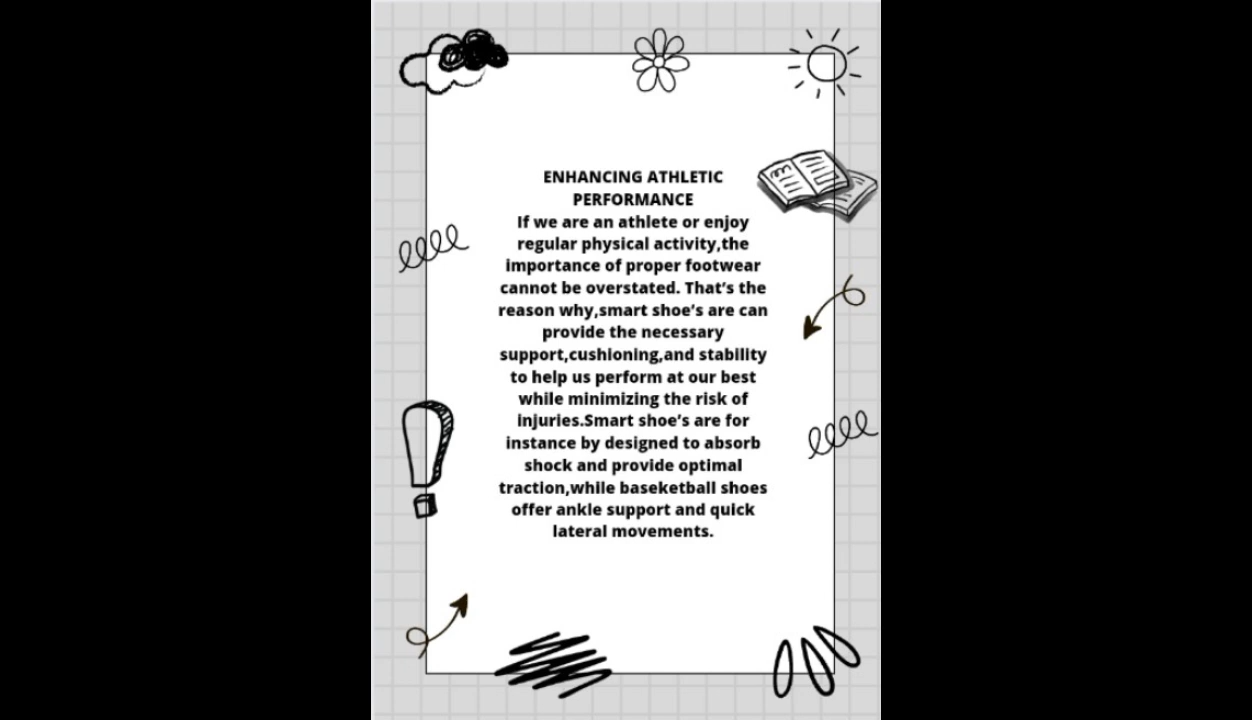 ENHANCING ATHLETIC
PERFORMANCE
If we are an athlete or enjoy
regular physical activity,the
importance of proper footwear
cannot be overstated. That's the
reason why,smart shoe's are can
provide the necessary
support,cushioning,and stability
to help us perform at our best
while minimizing the risk of
injuries.Smart shoe's are for
instance by designed to absorb
shock and provide optimal
traction,while baseketball shoes
offer ankle support and quick
lateral movements.